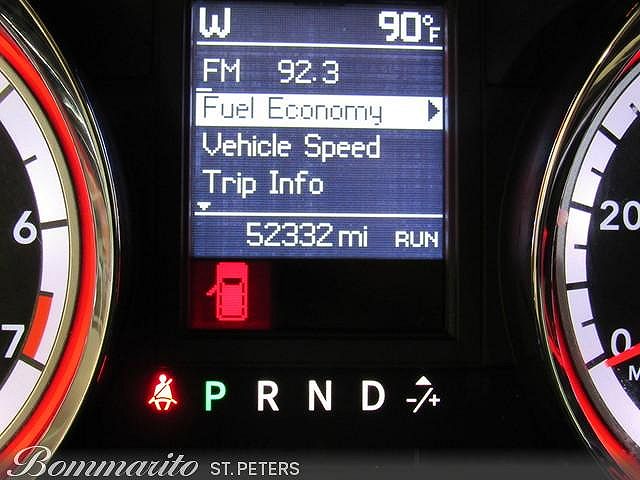 W 90°F
FM 92.3
Fuel Economy
Vehicle Speed
Trip Info
52332 mi RUN
6
7
20
0
M
P R N D -/+
Bommarito ST. PETERS